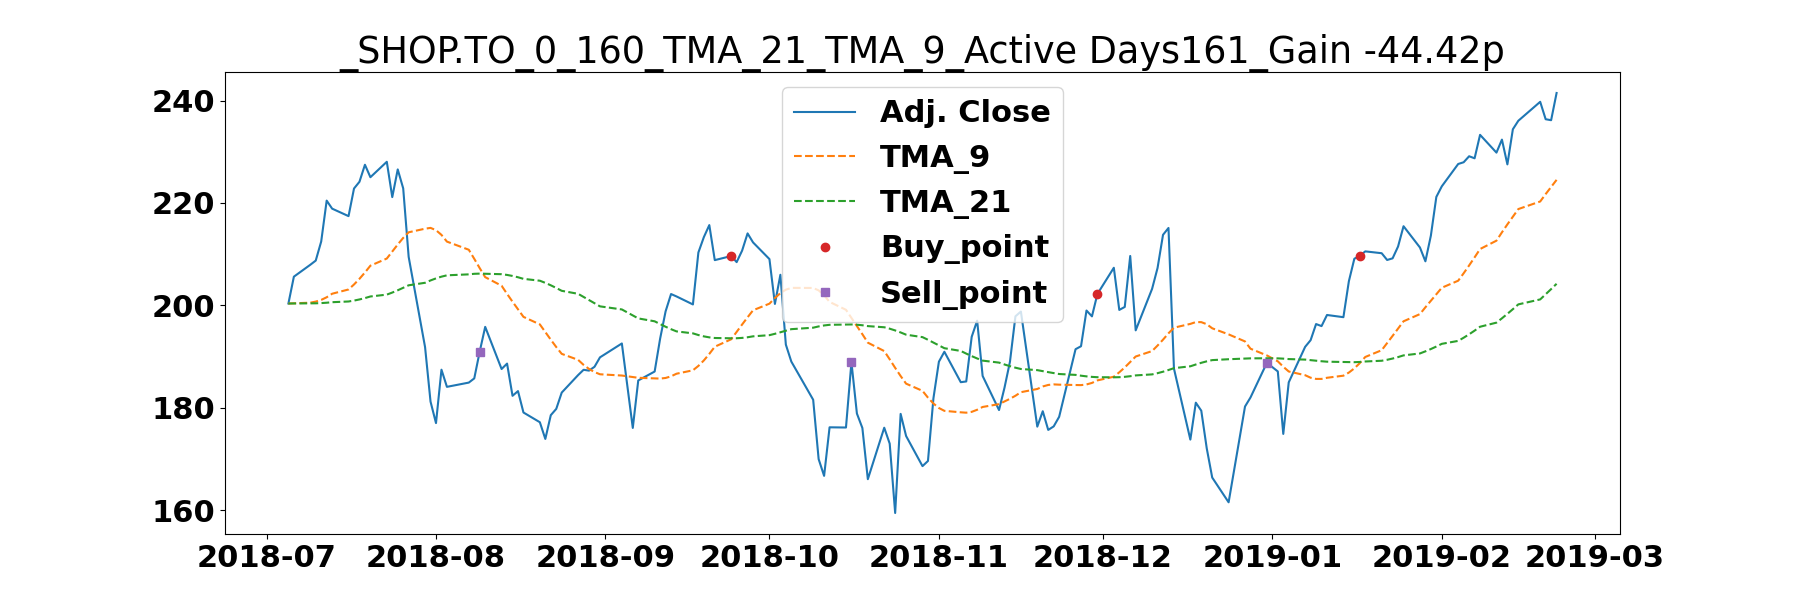 _SHOP.TO_0_160_TMA_21_TMA_9_Active Days161_Gain -44.42p
Adj. Close
TMA_9
TMA_21
Buy_point
Sell_point
240
220
200
180
160
2018-07 2018-08 2018-09 2018-10 2018-11 2018-12 2019-01 2019-02 2019-03